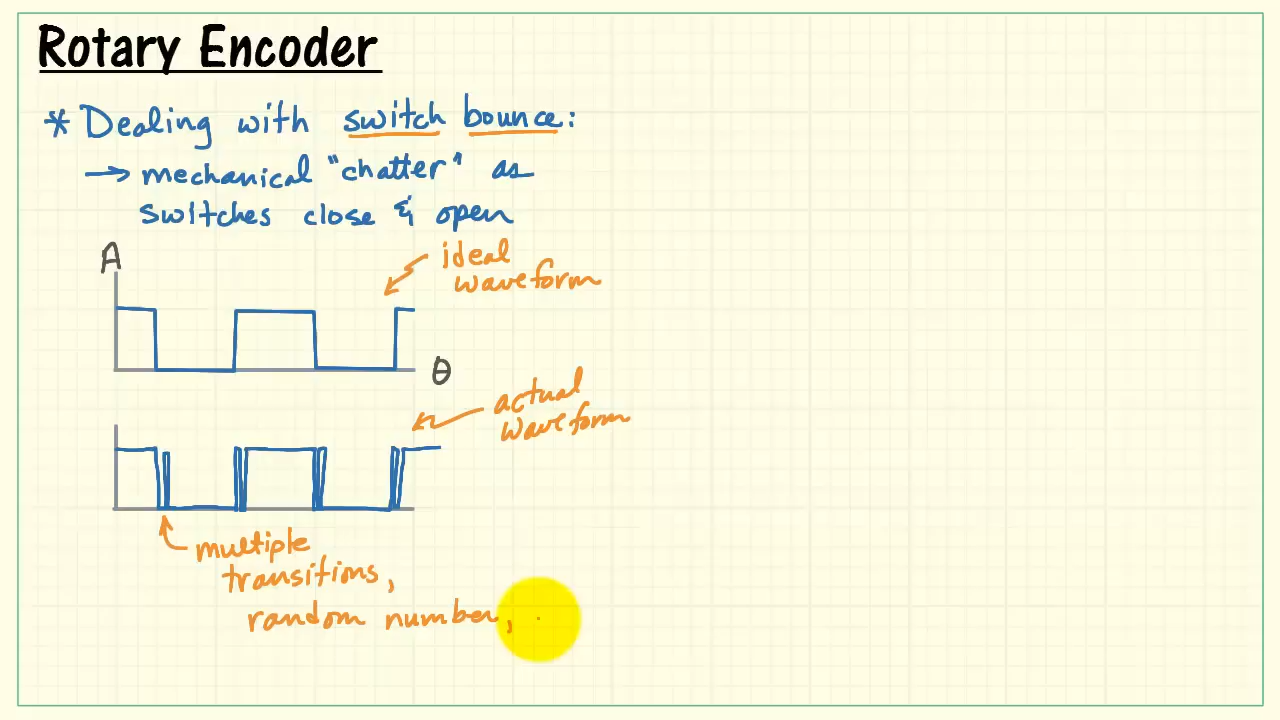 Rotary Encoder
* Dealing with switch bounce:
→ mechanical "chatter" as
switches close & open
A
ideal
waveform
θ
actual
waveform
multiple
transitions,
random number,